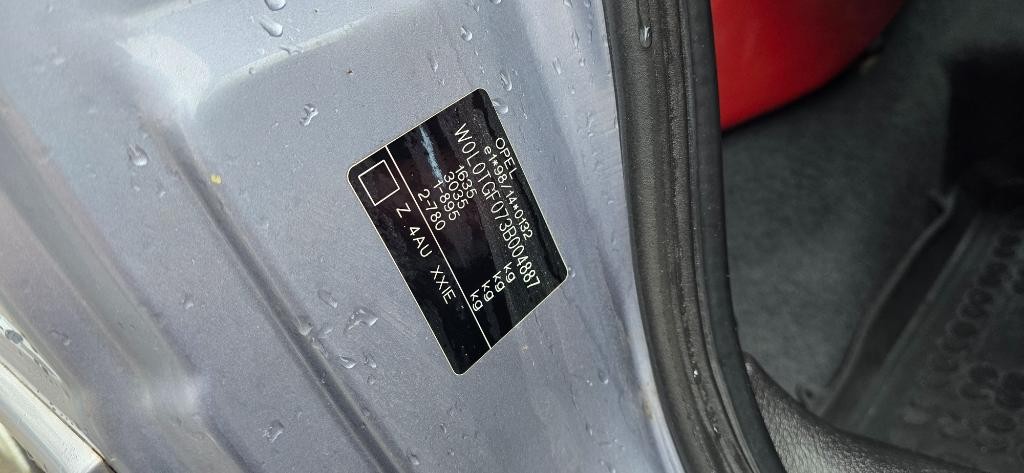 OPEL
e1*98/14*0132
W0L0TGF073B004887
1635 kg
3035 kg
1-895 kg
2-780 kg
Z 4AU XXIE